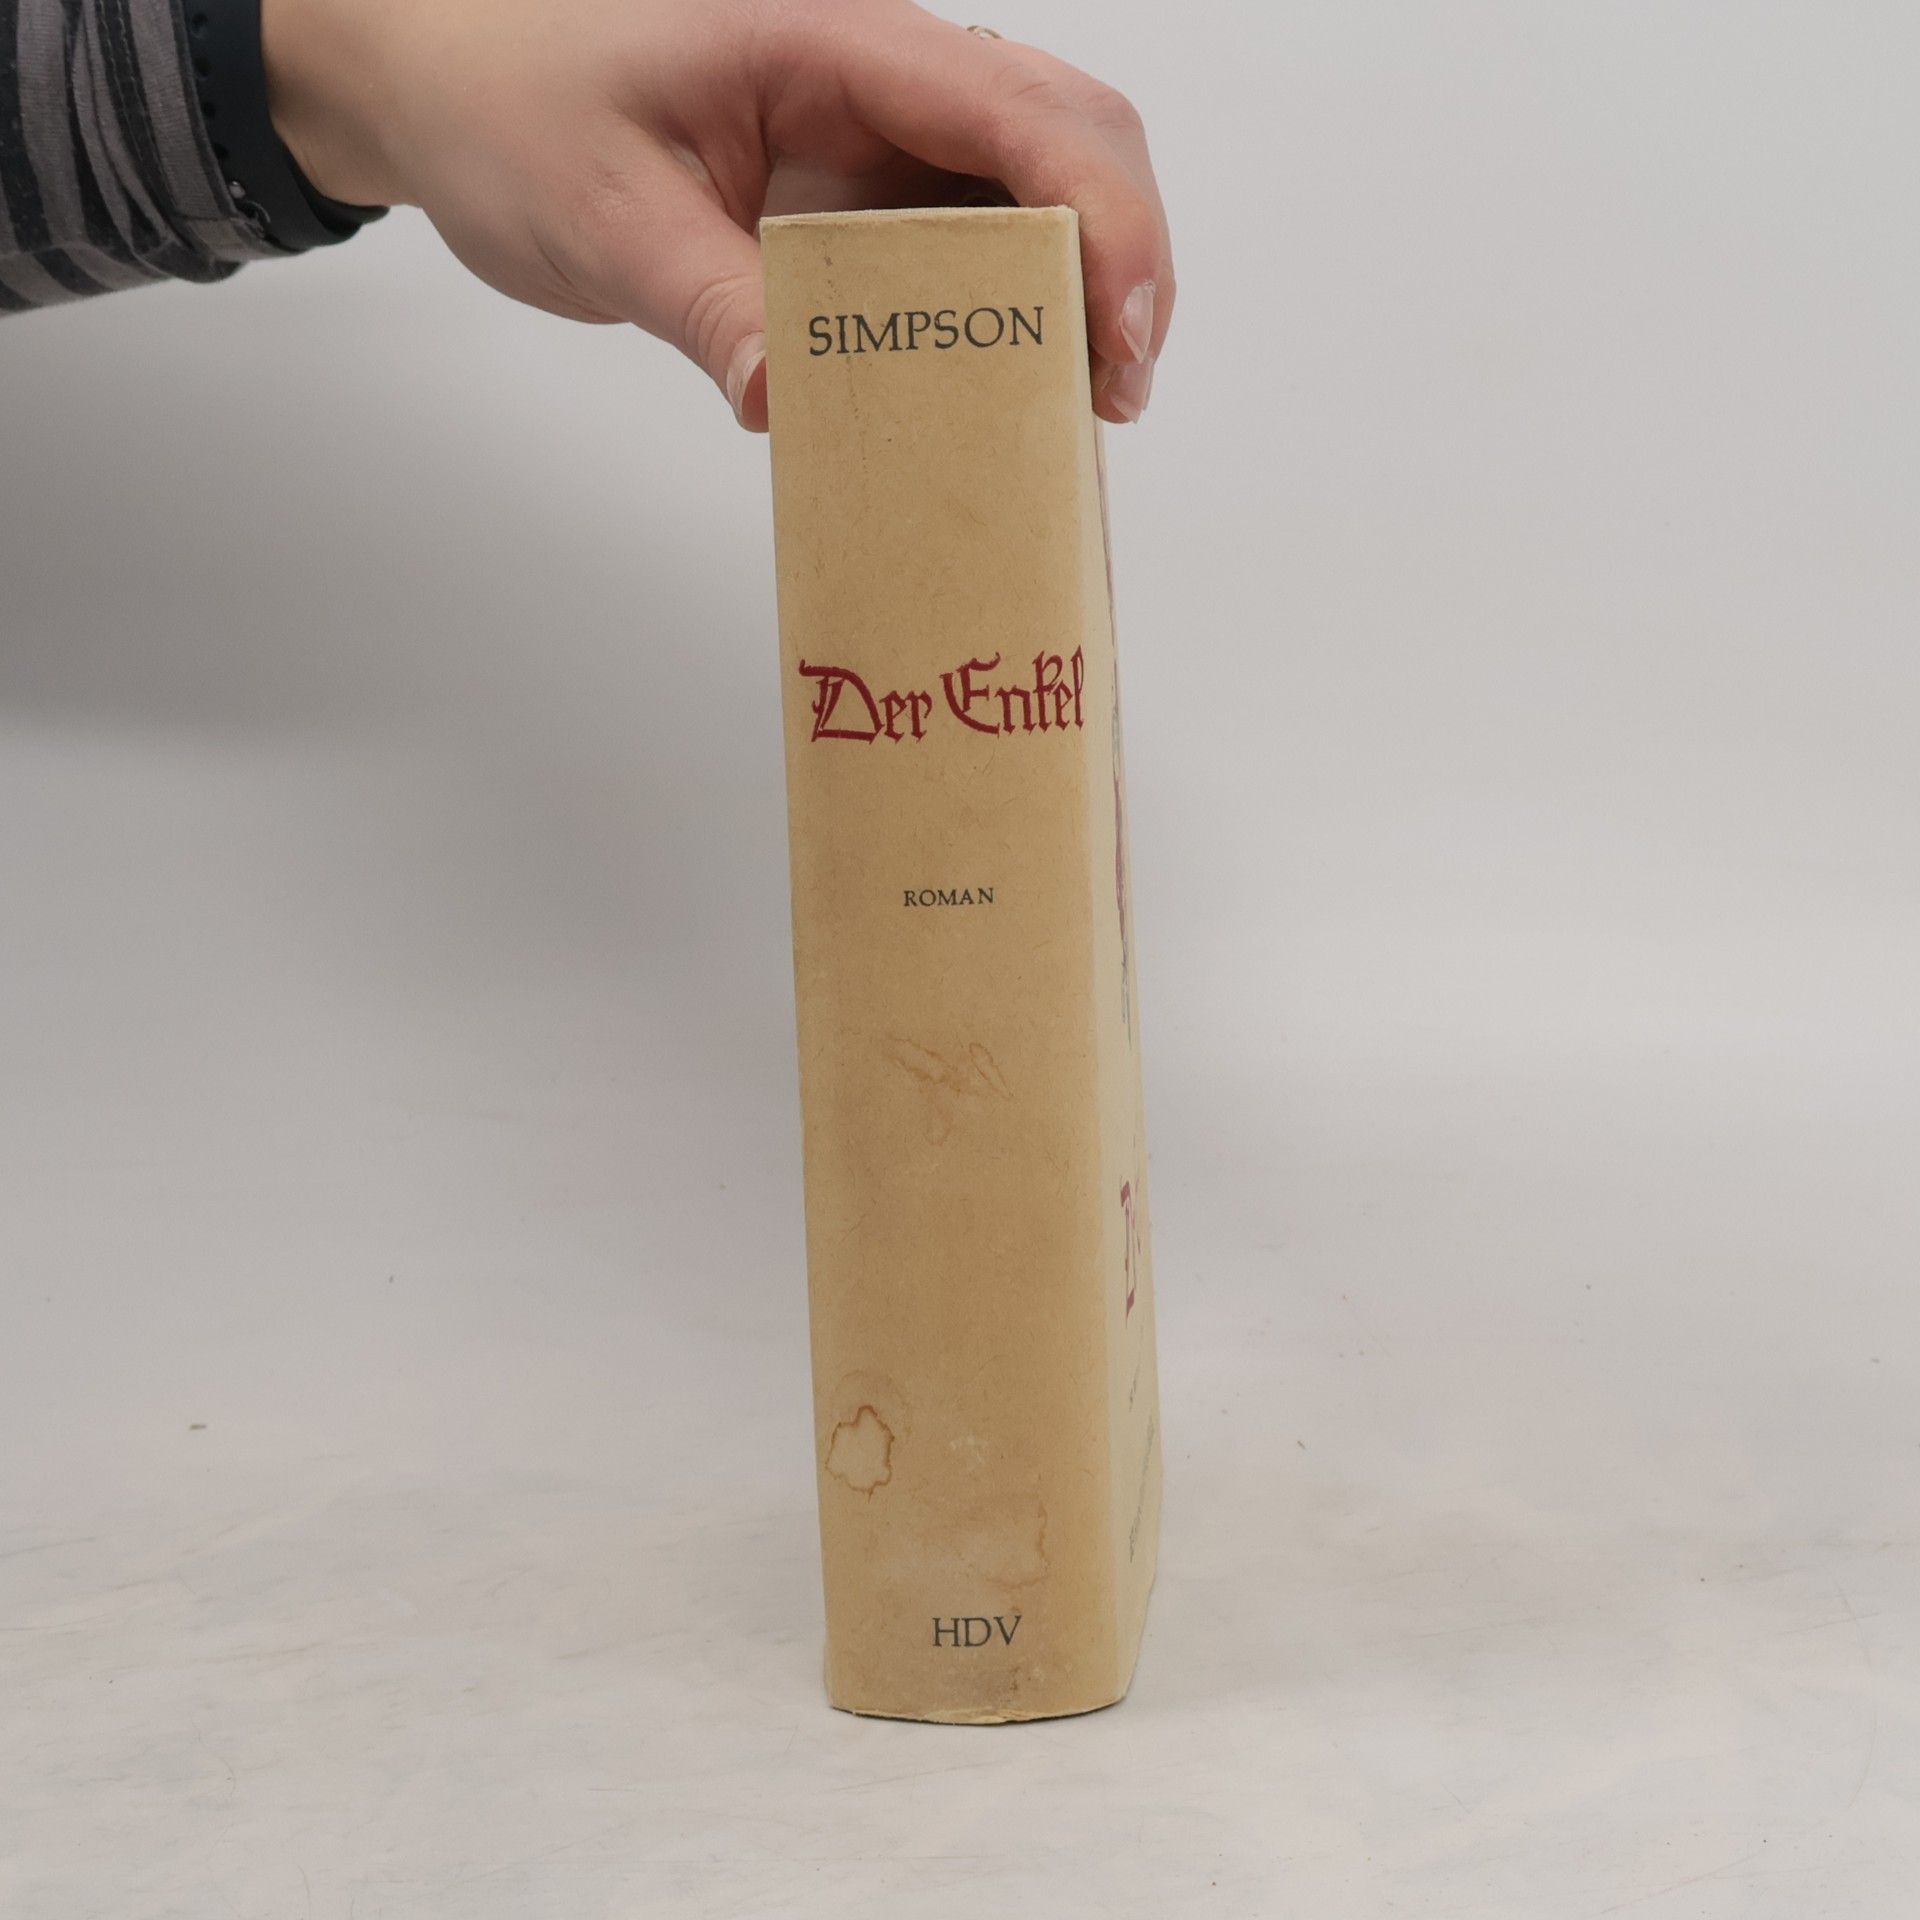 SIMPSON
Der Enkel
ROMAN
HDV